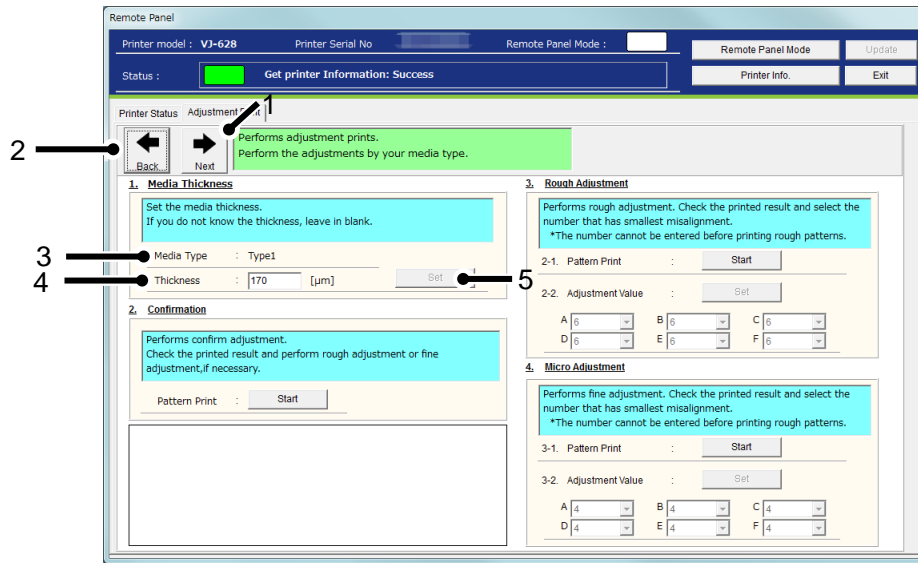 Remote Panel
Printer model : VJ-628 Printer Serial No Remote Panel Mode : Remote Panel Mode Update
Status : Get printer Information: Success Printer Info. Exit
Printer Status Adjustment
1
2
Back Next
Performs adjustment prints.
Perform the adjustments by your media type.
1. Media Thickness
Set the media thickness.
If you do not know the thickness, leave in blank.
3 Media Type : Type1
4 Thickness : 170 [µm] Set 5
2. Confirmation
Performs confirm adjustment.
Check the printed result and perform rough adjustment or fine
adjustment,if necessary.
Pattern Print : Start
3. Rough Adjustment
Performs rough adjustment. Check the printed result and select the
number that has smallest misalignment.
*The number cannot be entered before printing rough patterns.
2-1. Pattern Print : Start
2-2. Adjustment Value : Set
A 6 B 6 C 6
D 6 E 6 F 6
4. Micro Adjustment
Performs fine adjustment. Check the printed result and select the
number that has smallest misalignment.
*The number cannot be entered before printing rough patterns.
3-1. Pattern Print : Start
3-2. Adjustment Value : Set
A 4 B 4 C 4
D 4 E 4 F 4